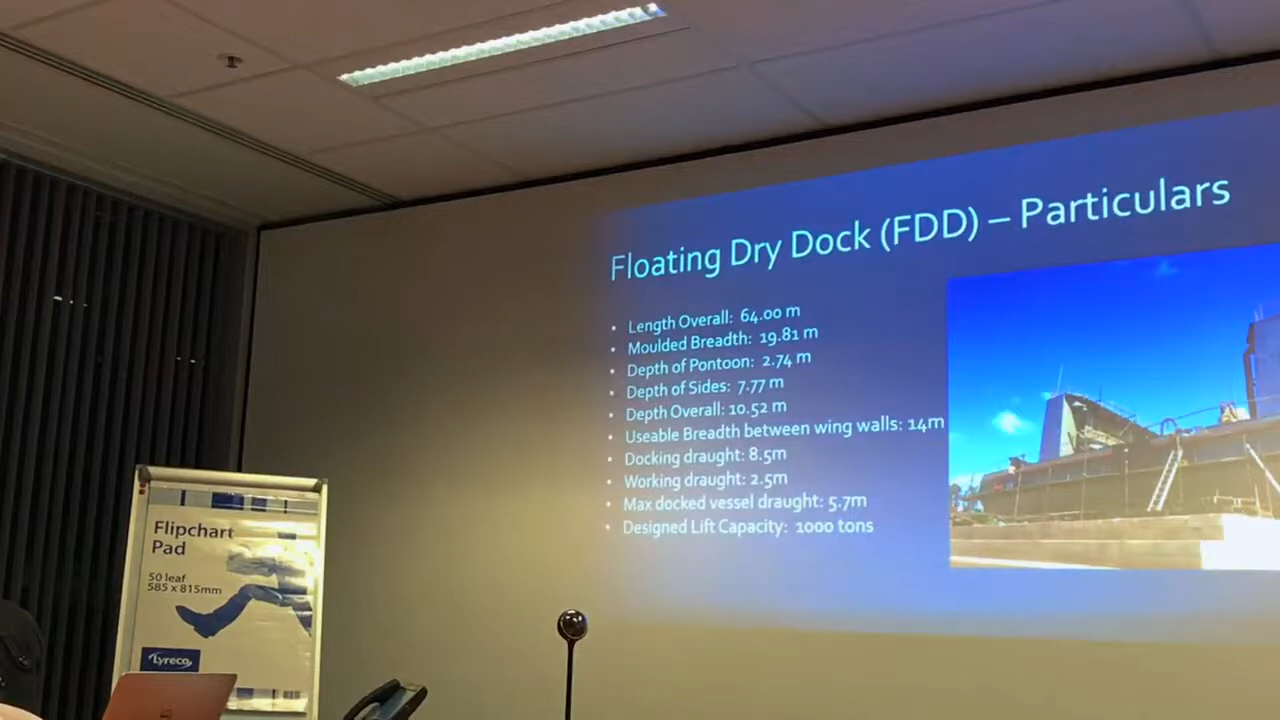 Floating Dry Dock (FDD) – Particulars
• Length Overall: 64.00 m
• Moulded Breadth: 19.81 m
• Depth of Pontoon: 2.74 m
• Depth of Sides: 7.77 m
• Depth Overall: 10.52 m
• Useable Breadth between wing walls: 14m
• Docking draught: 8.5m
• Working draught: 2.5m
• Max docked vessel draught: 5.7m
• Designed Lift Capacity: 1000 tons
Flipchart
Pad
50 leaf
585 x 815mm
Lyreco